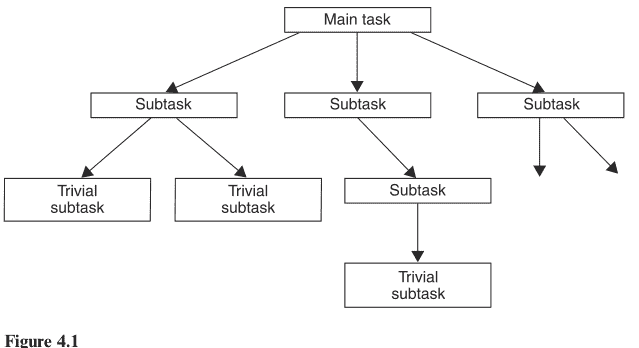 Main task
Subtask
Subtask
Subtask
Trivial
subtask
Trivial
subtask
Subtask
Trivial
subtask
Figure 4.1